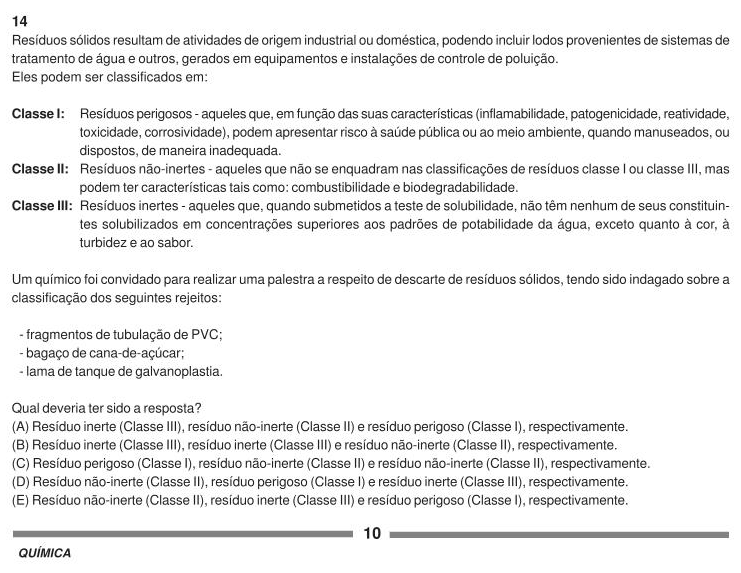 14
Resíduos sólidos resultam de atividades de origem industrial ou doméstica, podendo incluir lodos provenientes de sistemas de
tratamento de água e outros, gerados em equipamentos e instalações de controle de poluição.
Eles podem ser classificados em:
Classe I: Resíduos perigosos - aqueles que, em função das suas características (inflamabilidade, patogenicidade, reatividade,
toxicidade, corrosividade), podem apresentar risco à saúde pública ou ao meio ambiente, quando manuseados, ou
dispostos, de maneira inadequada.
Classe II: Resíduos não-inertes - aqueles que não se enquadram nas classificações de resíduos classe I ou classe III, mas
podem ter características tais como: combustibilidade e biodegradabilidade.
Classe III: Resíduos inertes - aqueles que, quando submetidos a teste de solubilidade, não têm nenhum de seus constituin-
tes solubilizados em concentrações superiores aos padrões de potabilidade da água, exceto quanto à cor, à
turbidez e ao sabor.
Um químico foi convidado para realizar uma palestra a respeito de descarte de resíduos sólidos, tendo sido indagado sobre a
classificação dos seguintes rejeitos:
- fragmentos de tubulação de PVC;
- bagaço de cana-de-açúcar;
- lama de tanque de galvanoplastia.
Qual deveria ter sido a resposta?
(A) Resíduo inerte (Classe III), resíduo não-inerte (Classe II) e resíduo perigoso (Classe I), respectivamente.
(B) Resíduo inerte (Classe III), resíduo inerte (Classe III) e resíduo não-inerte (Classe II), respectivamente.
(C) Resíduo perigoso (Classe I), resíduo não-inerte (Classe II) e resíduo não-inerte (Classe II), respectivamente.
(D) Resíduo não-inerte (Classe II), resíduo perigoso (Classe I) e resíduo inerte (Classe III), respectivamente.
(E) Resíduo não-inerte (Classe II), resíduo inerte (Classe III) e resíduo perigoso (Classe I), respectivamente.
10
QUÍMICA